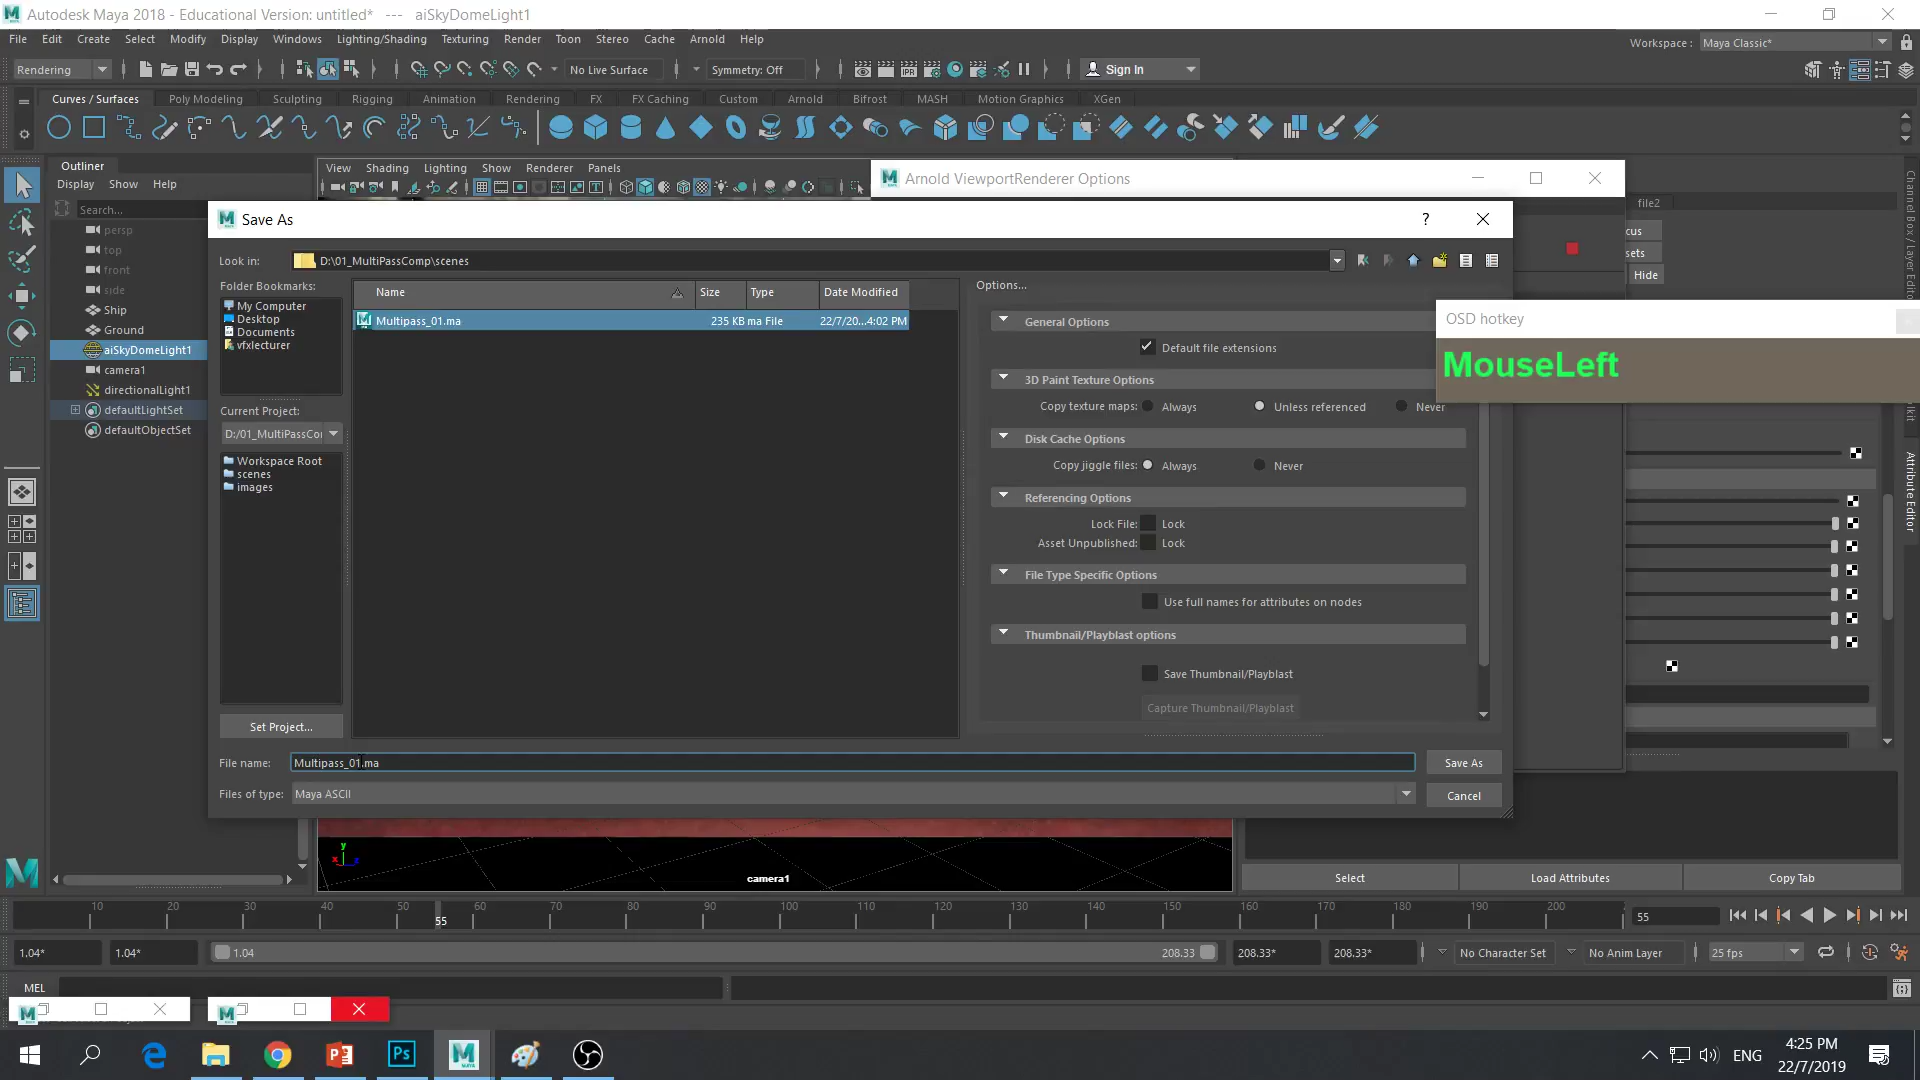 Autodesk Maya 2018 - Educational Version: untitled*   ---   aiSkyDomeLight1
File Edit Create Select Modify Display Windows Lighting/Shading Texturing Render Toon Stereo Cache Arnold Help
Workspace : Maya Classic*
Rendering No Live Surface Symmetry: Off Sign In
Curves / Surfaces Poly Modeling Sculpting Rigging Animation Rendering FX FX Caching Custom Arnold Bifrost MASH Motion Graphics XGen
Outliner
Display Show Help
Search...
persp
top
front
side
Ship
Ground
aiSkyDomeLight1
camera1
directionalLight1
defaultLightSet
defaultObjectSet
View Shading Lighting Show Renderer Panels
Arnold ViewportRenderer Options
file2
cus
sets
Hide
Channel Box / Layer Edito
lkit
Attribute Editor
Save As
?
Look in: D:\01_MultiPassComp\scenes
Folder Bookmarks:
My Computer
Desktop
Documents
vfxlecturer
Current Project:
D:/01_MultiPassCor
Workspace Root
scenes
images
Set Project...
Name Size Type Date Modified
Multipass_01.ma 235 KB ma File 22/7/20...4:02 PM
Options...
General Options
Default file extensions
3D Paint Texture Options
Copy texture maps: Always Unless referenced Never
Disk Cache Options
Copy jiggle files: Always Never
Referencing Options
Lock File: Lock
Asset Unpublished: Lock
File Type Specific Options
Use full names for attributes on nodes
Thumbnail/Playblast options
Save Thumbnail/Playblast
Capture Thumbnail/Playblast
File name: Multipass_01.ma Save As
Files of type: Maya ASCII Cancel
OSD hotkey
MouseLeft
y
x
z
camera1
Select Load Attributes Copy Tab
10 20 30 40 50 60 70 80 90 100 110 120 130 140 150 160 170 180 190 200
55
55
1.04* 1.04* 1.04 208.33 208.33* 208.33* No Character Set No Anim Layer 25 fps
MEL
IPR
ENG
4:25 PM
22/7/2019